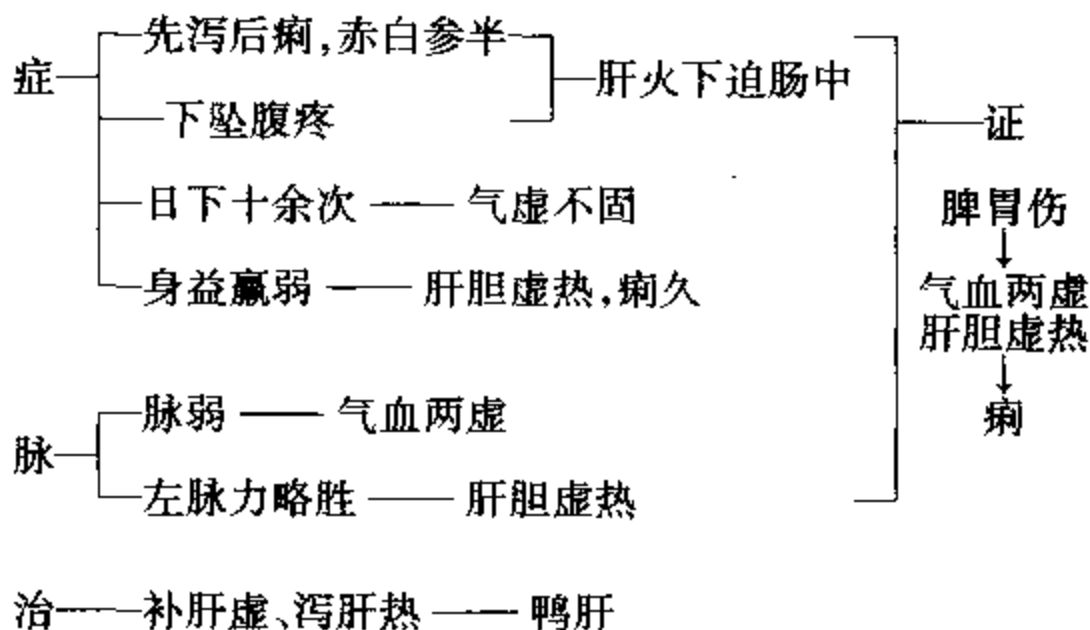 症
先泻后痢,赤白参半
下坠腹疼
肝火下迫肠中
日下十余次 气虚不固
身益羸弱 肝胆虚热,痢久
脉
脉弱 气血两虚
左脉力略胜 肝胆虚热
证
脾胃伤
气血两虚
肝胆虚热
痢
治 补肝虚、泻肝热 鸭肝